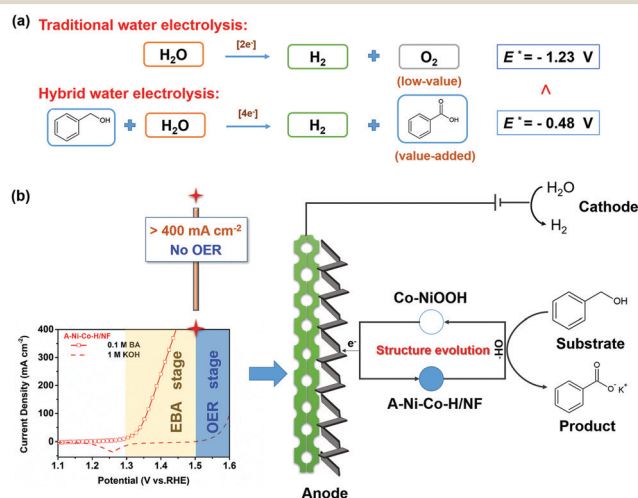 (a)
Traditional water electrolysis:
H₂O [2e⁻] H₂ + O₂ E* = - 1.23 V
(low-value)
Hybrid water electrolysis:
OH + H₂O [4e⁻] H₂ + O OH E* = - 0.48 V
(value-added)
<
(b)
> 400 mA cm⁻²
No OER
A-Ni-Co-H/NF
0.1 M BA
1 M KOH
EBA stage
OER stage
Current Density (mA cm⁻²)
400
300
200
100
0
1.1 1.2 1.3 1.4 1.5 1.6
Potential (V vs.RHE)
Anode
e⁻
Co-NiOOH
Structure evolution
A-Ni-Co-H/NF
OH⁻
H₂O
Cathode
H₂
OH
Substrate
O
O⁻ K⁺
Product